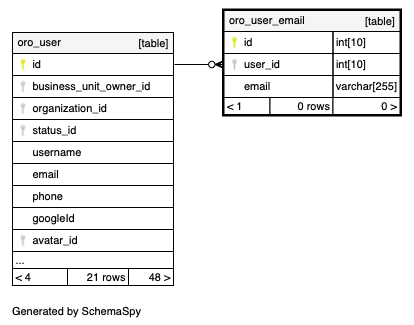 oro_user [table]
id
business_unit_owner_id
organization_id
status_id
username
email
phone
googleId
avatar_id
...
< 4 21 rows 48 >
oro_user_email [table]
id int[10]
user_id int[10]
email varchar[255]
< 1 0 rows 0 >
Generated by SchemaSpy